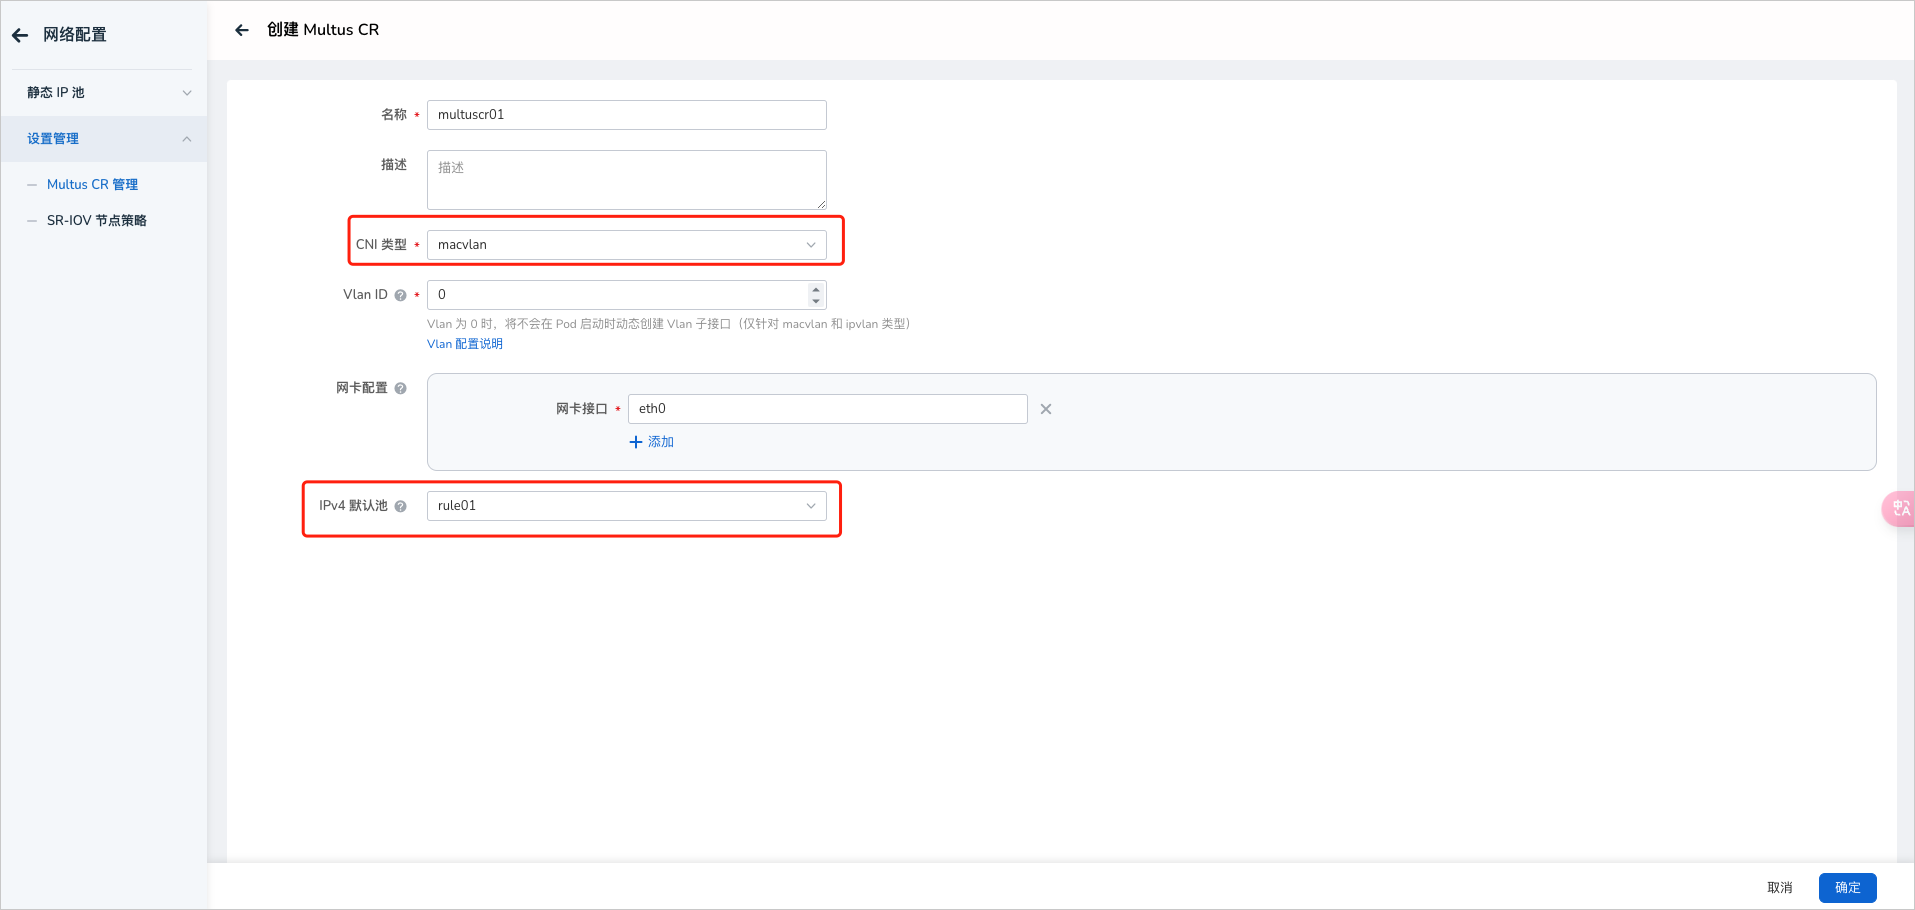 网络配置
静态 IP 池
设置管理
Multus CR 管理
SR-IOV 节点策略
创建 Multus CR
名称 * multuscr01
描述 描述
CNI 类型 * macvlan
Vlan ID ? * 0
Vlan 为 0 时，将不会在 Pod 启动时动态创建 Vlan 子接口（仅针对 macvlan 和 ipvlan 类型）
Vlan 配置说明
网卡配置 ?
网卡接口 * eth0
添加
IPv4 默认池 ? rule01
中 A
取消 确定